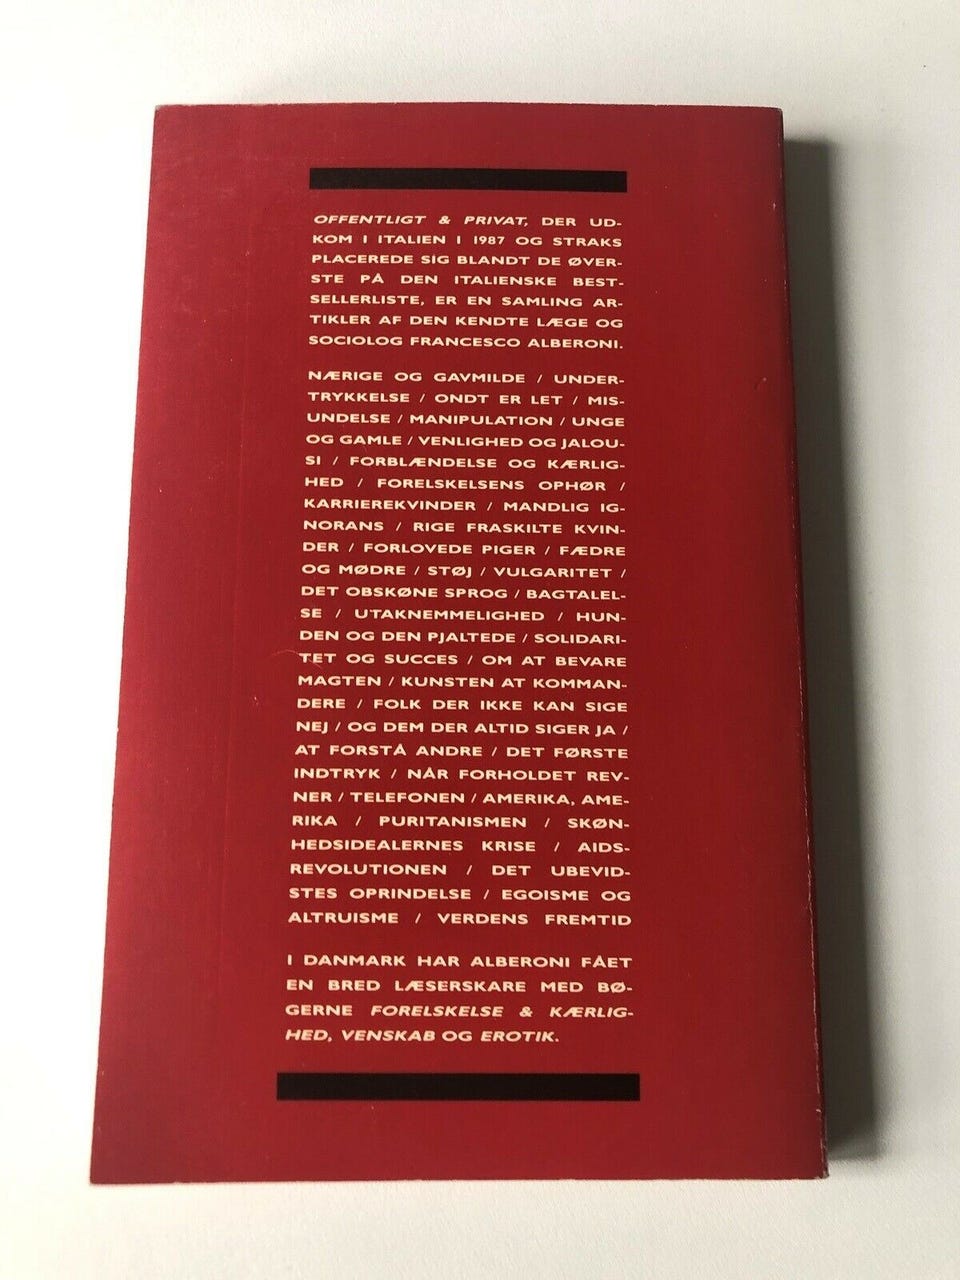 OFFENTLIGT & PRIVAT, DER UD-
KOM I ITALIEN I 1987 OG STRAKS
PLACEREDE SIG BLANDT DE ØVER-
STE PÅ DEN ITALIENSKE BEST-
SELLERLISTE, ER EN SAMLING AR-
TIKLER AF DEN KENDTE LÆGE OG
SOCIOLOG FRANCESCO ALBERONI.
NÆRIGE OG GAVMILDE / UNDER-
TRYKKELSE / ONDT ER LET / MIS-
UNDELSE / MANIPULATION / UNGE
OG GAMLE / VENLIGHED OG JALOU-
SI / FORBLÆNDELSE OG KÆRLIG-
HED / FORELSKELSENS OPHØR /
KARRIEREKVINDER / MANDLIG IG-
NORANS / RIGE FRASKILTE KVIN-
DER / FORLOVEDE PIGER / FÆDRE
OG MØDRE / STØJ / VULGARITET /
DET OBSKØNE SPROG / BAGTALEL-
SE / UTAKNEMMELIGHED / HUN-
DEN OG DEN PJALTEDE / SOLIDARI-
TET OG SUCCES / OM AT BEVARE
MAGTEN / KUNSTEN AT KOMMAN-
DERE / FOLK DER IKKE KAN SIGE
NEJ / OG DEM DER ALTID SIGER JA /
AT FORSTÅ ANDRE / DET FØRSTE
INDTRYK / NÅR FORHOLDET REV-
NER / TELEFONEN / AMERIKA, AME-
RIKA / PURITANISMEN / SKØN-
HEDSIDEALERNES KRISE / AIDS-
REVOLUTIONEN / DET UBEVID-
STES OPRINDELSE / EGOISME OG
ALTRUISME / VERDENS FREMTID
I DANMARK HAR ALBERONI FÅET
EN BRED LÆSERSKARE MED BØ-
GERNE FORELSKELSE & KÆRLIG-
HED, VENSKAB OG EROTIK.